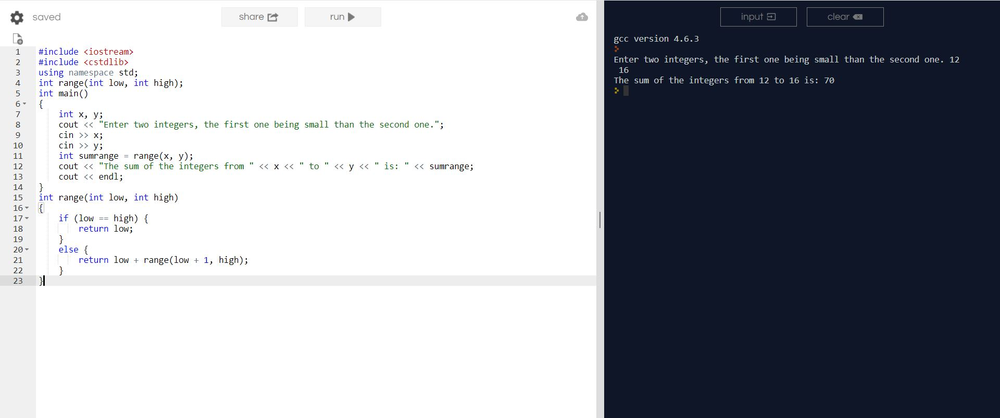 saved
share
run
1 #include <iostream>
2 #include <cstdlib>
3 using namespace std;
4 int range(int low, int high);
5 int main()
6 {
7     int x, y;
8     cout << "Enter two integers, the first one being small than the second one.";
9     cin >> x;
10     cin >> y;
11     int sumrange = range(x, y);
12     cout << "The sum of the integers from " << x << " to " << y << " is: " << sumrange;
13     cout << endl;
14 }
15 int range(int low, int high)
16 {
17     if (low == high) {
18         return low;
19     }
20     else {
21         return low + range(low + 1, high);
22     }
23 }
input
clear
gcc version 4.6.3
Enter two integers, the first one being small than the second one. 12
 16
The sum of the integers from 12 to 16 is: 70